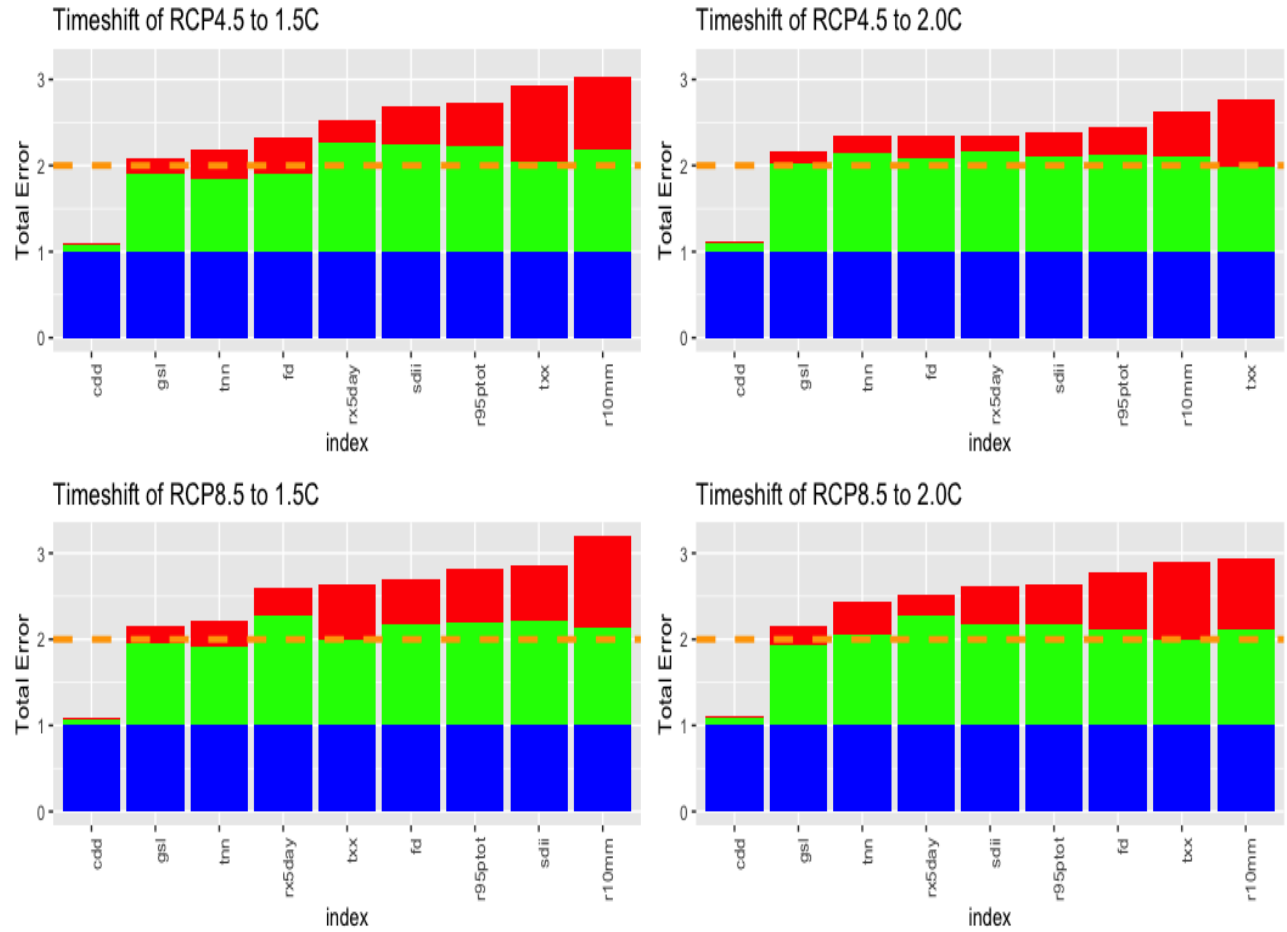 Timeshift of RCP4.5 to 1.5C
Total Error
3
2
1
0
cdd
gsl
tnn
fd
rx5day
sdii
r95ptot
txx
r10mm
index
Timeshift of RCP4.5 to 2.0C
Total Error
3
2
1
0
cdd
gsl
tnn
fd
rx5day
sdii
r95ptot
r10mm
txx
index
Timeshift of RCP8.5 to 1.5C
Total Error
3
2
1
0
cdd
gsl
tnn
rx5day
txx
fd
r95ptot
sdii
r10mm
index
Timeshift of RCP8.5 to 2.0C
Total Error
3
2
1
0
cdd
gsl
tnn
rx5day
sdii
r95ptot
fd
txx
r10mm
index